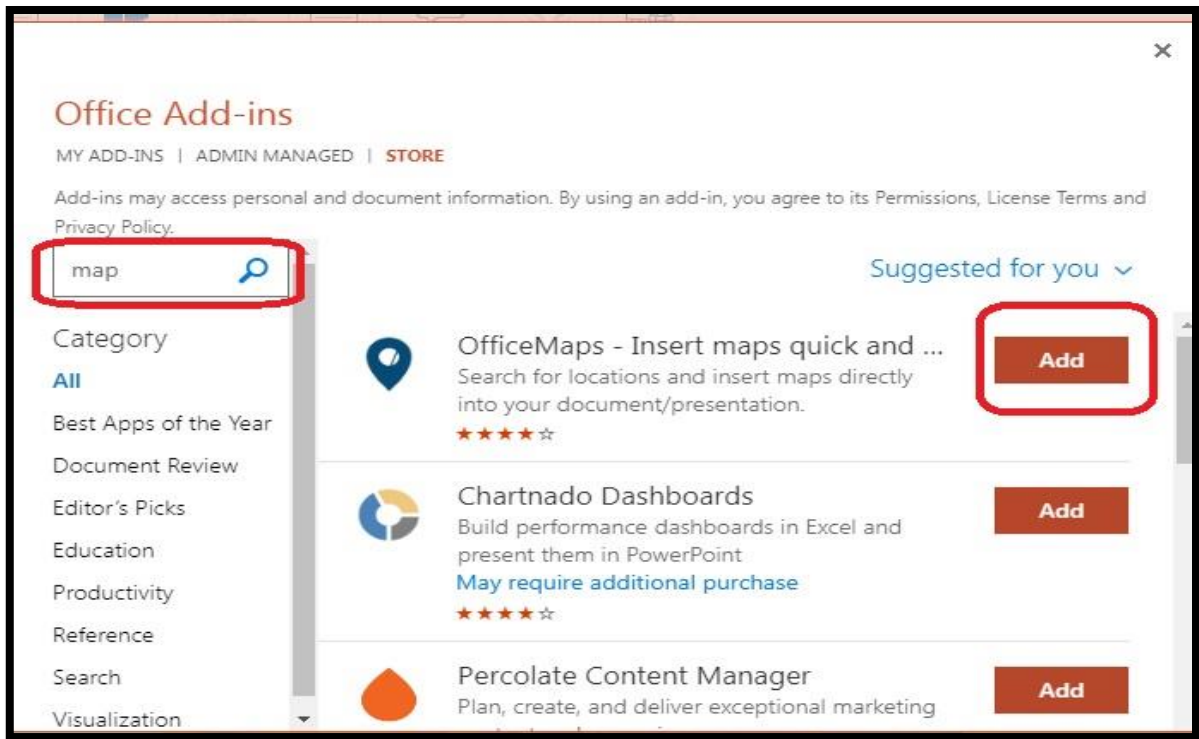 Office Add-ins
MY ADD-INS | ADMIN MANAGED | STORE
Add-ins may access personal and document information. By using an add-in, you agree to its Permissions, License Terms and
Privacy Policy.
map
Suggested for you
Category
All
Best Apps of the Year
Document Review
Editor's Picks
Education
Productivity
Reference
Search
Visualization
OfficeMaps - Insert maps quick and ...
Search for locations and insert maps directly
into your document/presentation.
Add
Chartnado Dashboards
Build performance dashboards in Excel and
present them in PowerPoint
May require additional purchase
Add
Percolate Content Manager
Plan, create, and deliver exceptional marketing
Add